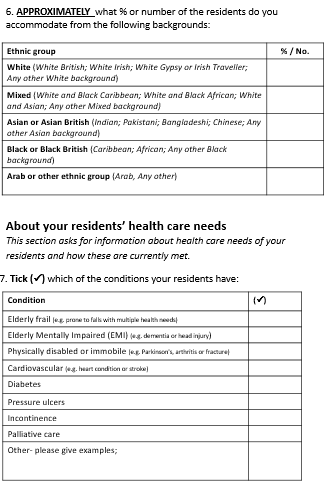 6. APPROXIMATELY what % or number of the residents do you
accommodate from the following backgrounds:
Ethnic group % / No.
White (White British; White Irish; White Gypsy or Irish Traveller;
Any other White background)
Mixed (White and Black Caribbean; White and Black African; White
and Asian; Any other Mixed background)
Asian or Asian British (Indian; Pakistani; Bangladeshi; Chinese; Any
other Asian background)
Black or Black British (Caribbean; African; Any other Black
background)
Arab or other ethnic group (Arab, Any other)
About your residents' health care needs
This section asks for information about health care needs of your
residents and how these are currently met.
7. Tick (✓) which of the conditions your residents have:
Condition (✓)
Elderly frail (e.g. prone to falls with multiple health needs)
Elderly Mentally Impaired (EMI) (e.g. dementia or head injury)
Physically disabled or immobile (e.g. Parkinson's, arthritis or fracture)
Cardiovascular (e.g. heart condition or stroke)
Diabetes
Pressure ulcers
Incontinence
Palliative care
Other- please give examples;